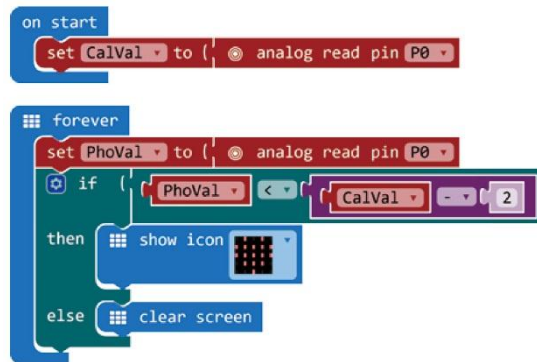 on start
set CalVal to ( analog read pin P0
forever
set PhoVal to ( analog read pin P0
if ( ( PhoVal < ( ( CalVal - ( 2
then show icon
else clear screen